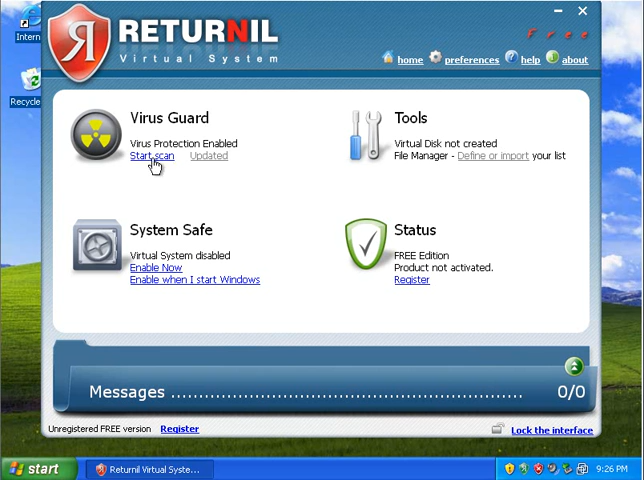 Intern
Recycle
Я
RETURNIL
Virtual System
Free
home
preferences
help
about
Virus Guard
Virus Protection Enabled
Start scan
Updated
Tools
Virtual Disk not created
File Manager - Define or import your list
System Safe
Virtual System disabled
Enable Now
Enable when I start Windows
Status
FREE Edition
Product not activated.
Register
Messages ................................................ 0/0
Unregistered FREE version Register
Lock the interface
start
Returnil Virtual Syste...
9:26 PM